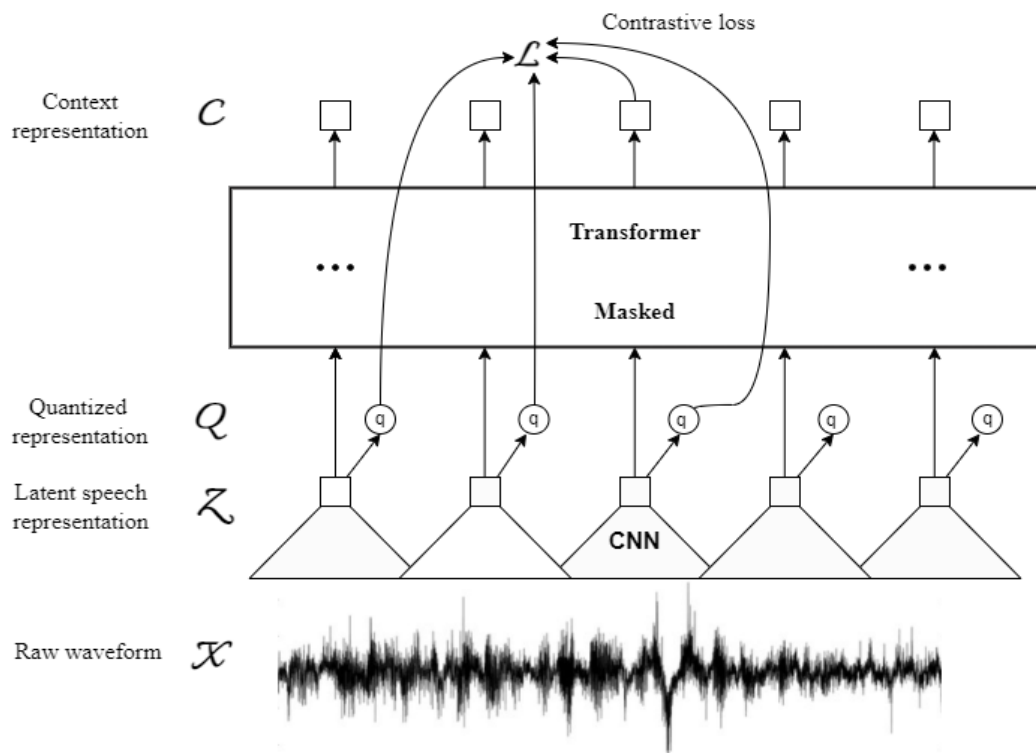 Contrastive loss
ℒ
Context
representation
𝒞
Transformer
...
...
Masked
Quantized
representation
𝒬
q
q
q
q
q
Latent speech
representation
𝒵
CNN
Raw waveform
𝒳